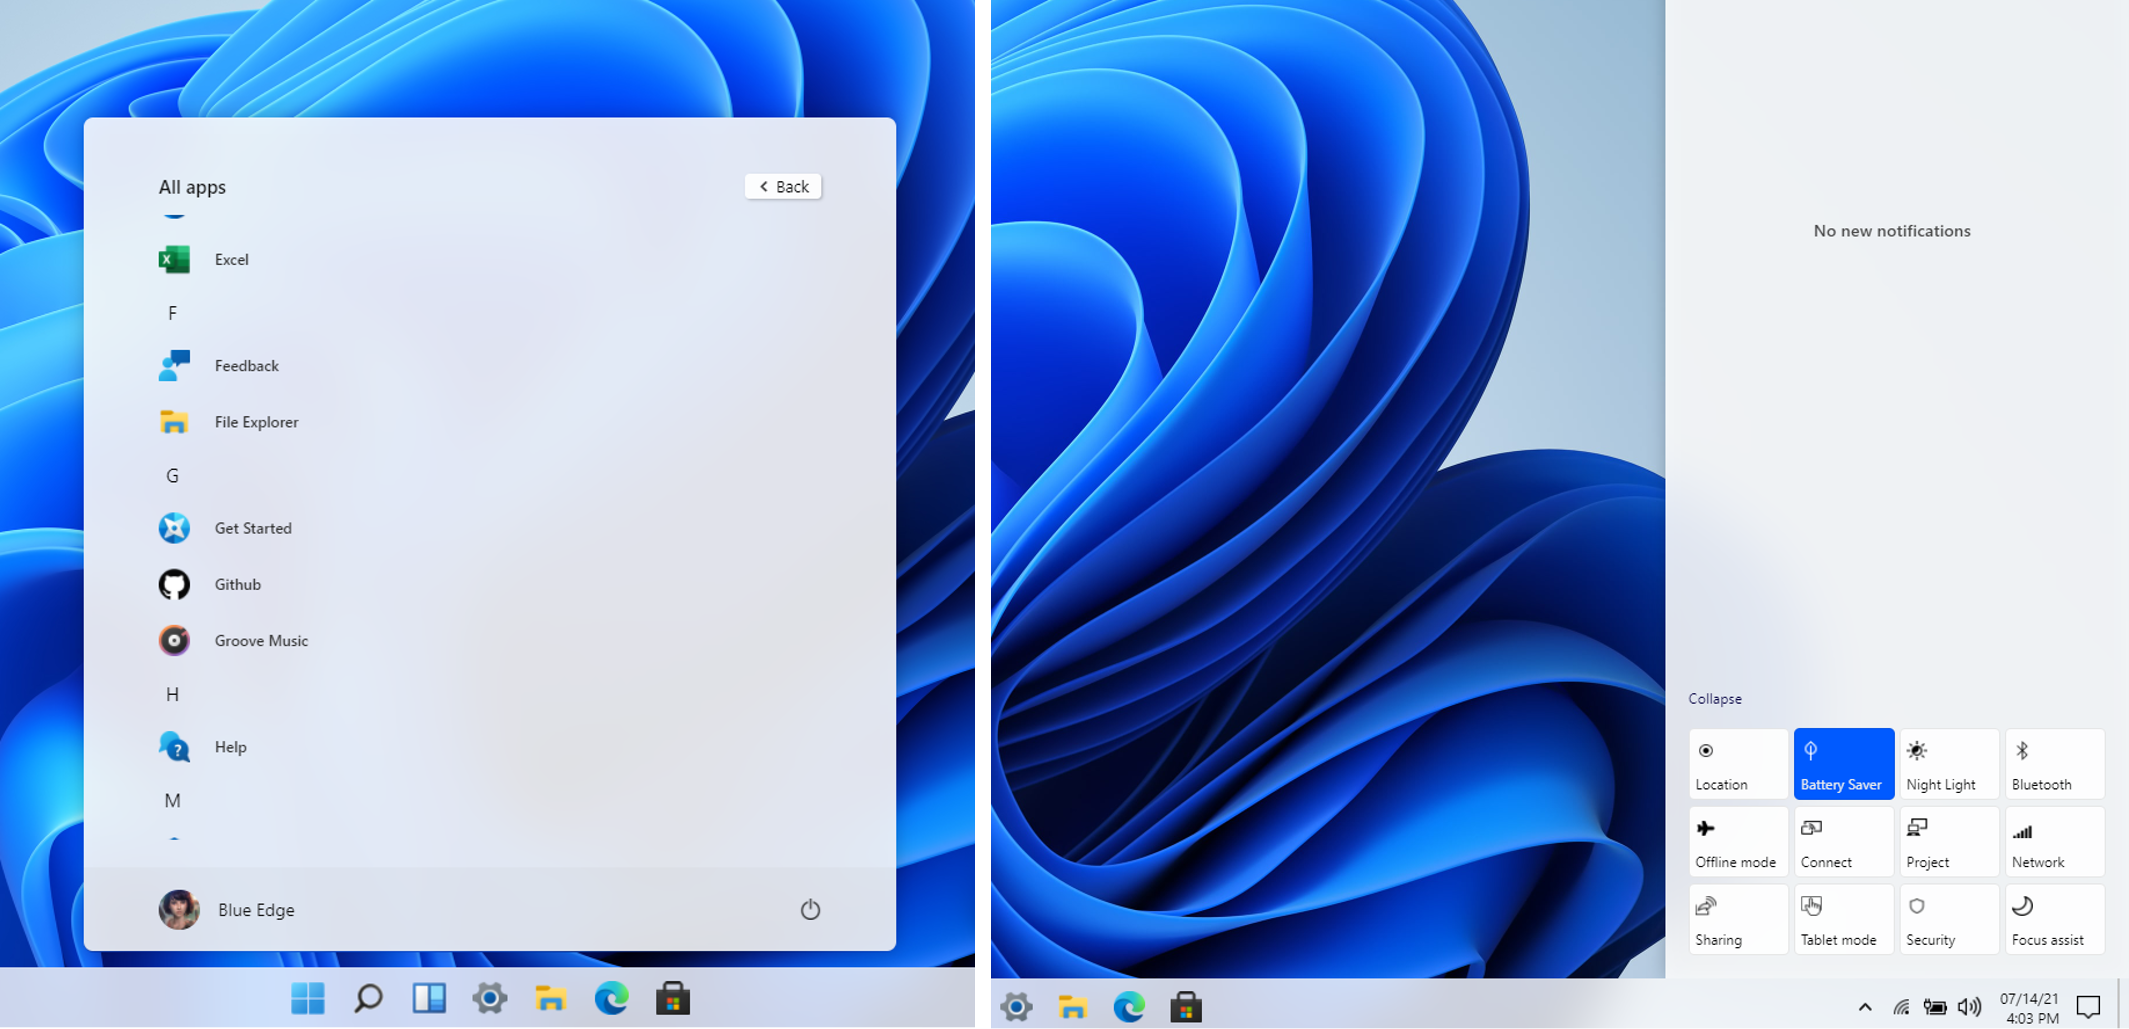 All apps
Back
Excel
F
Feedback
File Explorer
G
Get Started
Github
Groove Music
H
Help
M
Blue Edge
No new notifications
Collapse
Location
Battery Saver
Night Light
Bluetooth
Offline mode
Connect
Project
Network
Sharing
Tablet mode
Security
Focus assist
07/14/21
4:03 PM